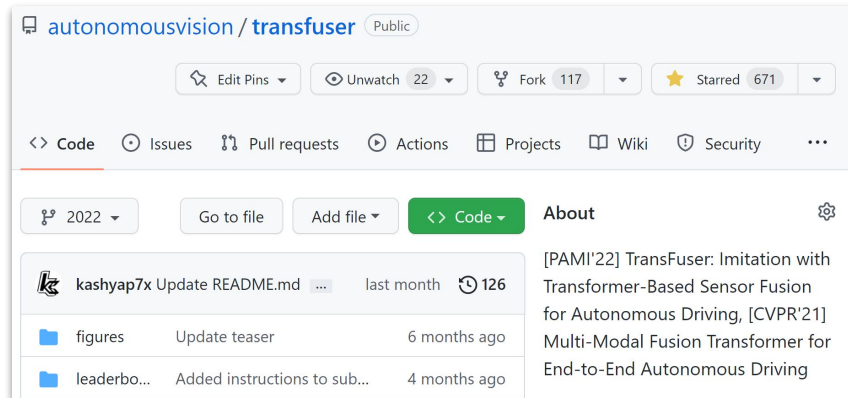 autonomousvision / transfuser Public
Edit Pins Unwatch 22 Fork 117 Starred 671
<> Code Issues Pull requests Actions Projects Wiki Security ...
2022 Go to file Add file <> Code
kashyap7x Update README.md ... last month 126
figures Update teaser 6 months ago
leaderbo... Added instructions to sub... 4 months ago
About
[PAMI'22] TransFuser: Imitation with
Transformer-Based Sensor Fusion
for Autonomous Driving, [CVPR'21]
Multi-Modal Fusion Transformer for
End-to-End Autonomous Driving